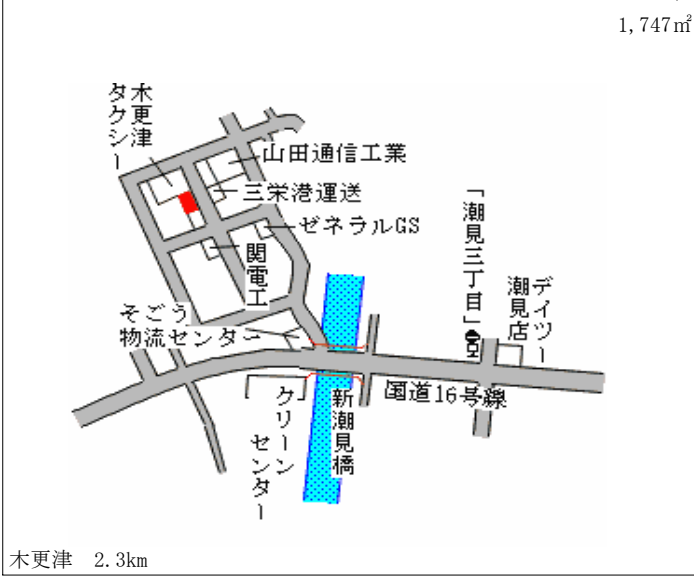 1,747㎡
木更津
タクシー
山田通信工業
三栄港運送
ゼネラルGS
関電工
そごう
物流センター
「潮見三丁目」
デイツー
潮見店
国道16号線
新潮見橋
クリーン
センター
木更津 2.3km